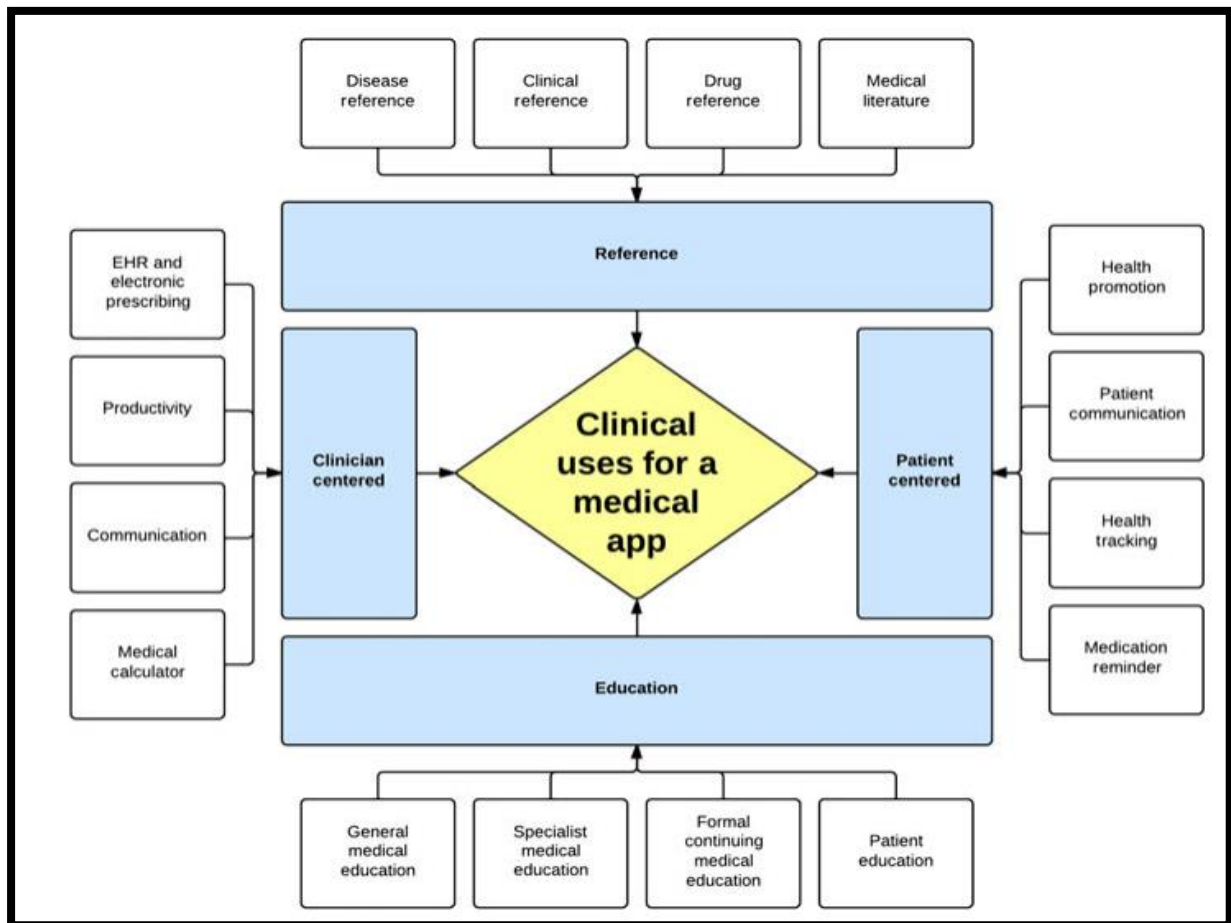 Disease
reference
Clinical
reference
Drug
reference
Medical
literature
Reference
EHR and
electronic
prescribing
Productivity
Communication
Medical
calculator
Clinician
centered
Clinical
uses for a
medical
app
Patient
centered
Health
promotion
Patient
communication
Health
tracking
Medication
reminder
Education
General
medical
education
Specialist
medical
education
Formal
continuing
medical
education
Patient
education